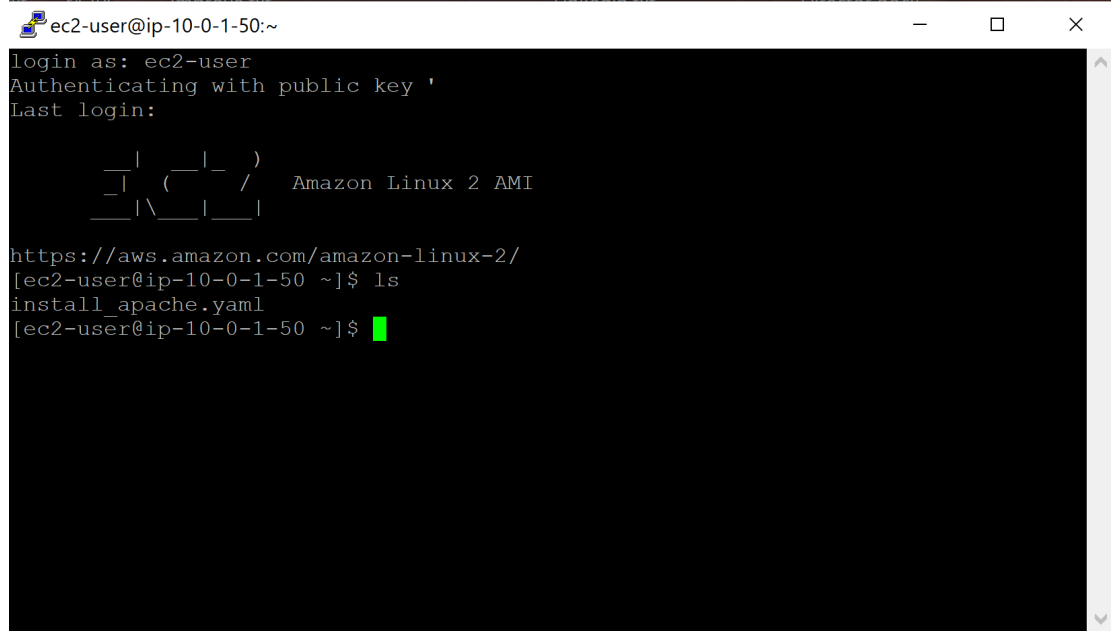 ec2-user@ip-10-0-1-50:~
login as: ec2-user
Authenticating with public key '
Last login:
       __|  __|_  )
       _|  (     /   Amazon Linux 2 AMI
      ___|\___|___|
https://aws.amazon.com/amazon-linux-2/
[ec2-user@ip-10-0-1-50 ~]$ ls
install_apache.yaml
[ec2-user@ip-10-0-1-50 ~]$